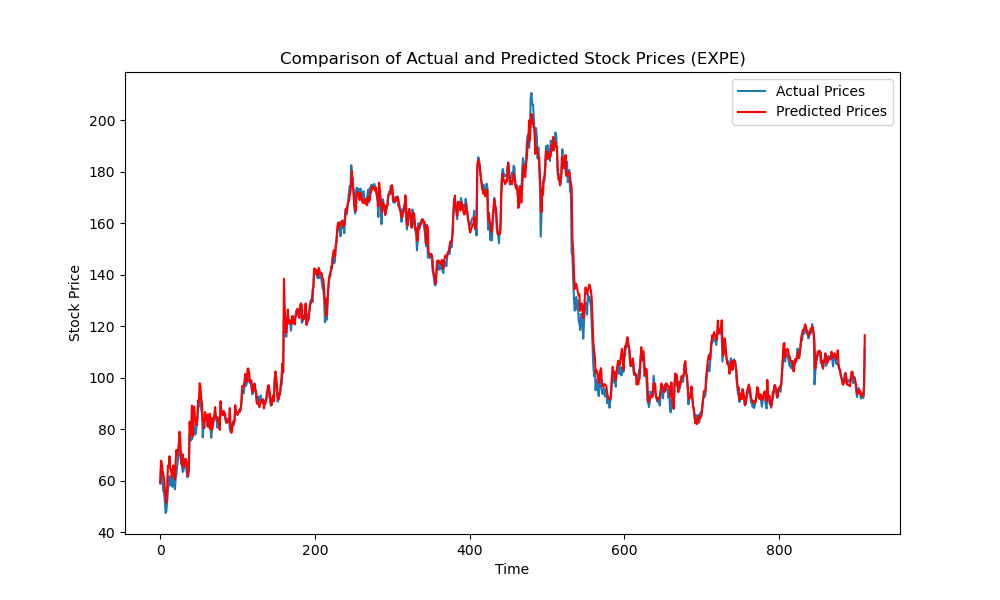 Comparison of Actual and Predicted Stock Prices (EXPE)
Actual Prices
Predicted Prices
200
180
160
140
120
100
80
60
40
Stock Price
0 200 400 600 800
Time